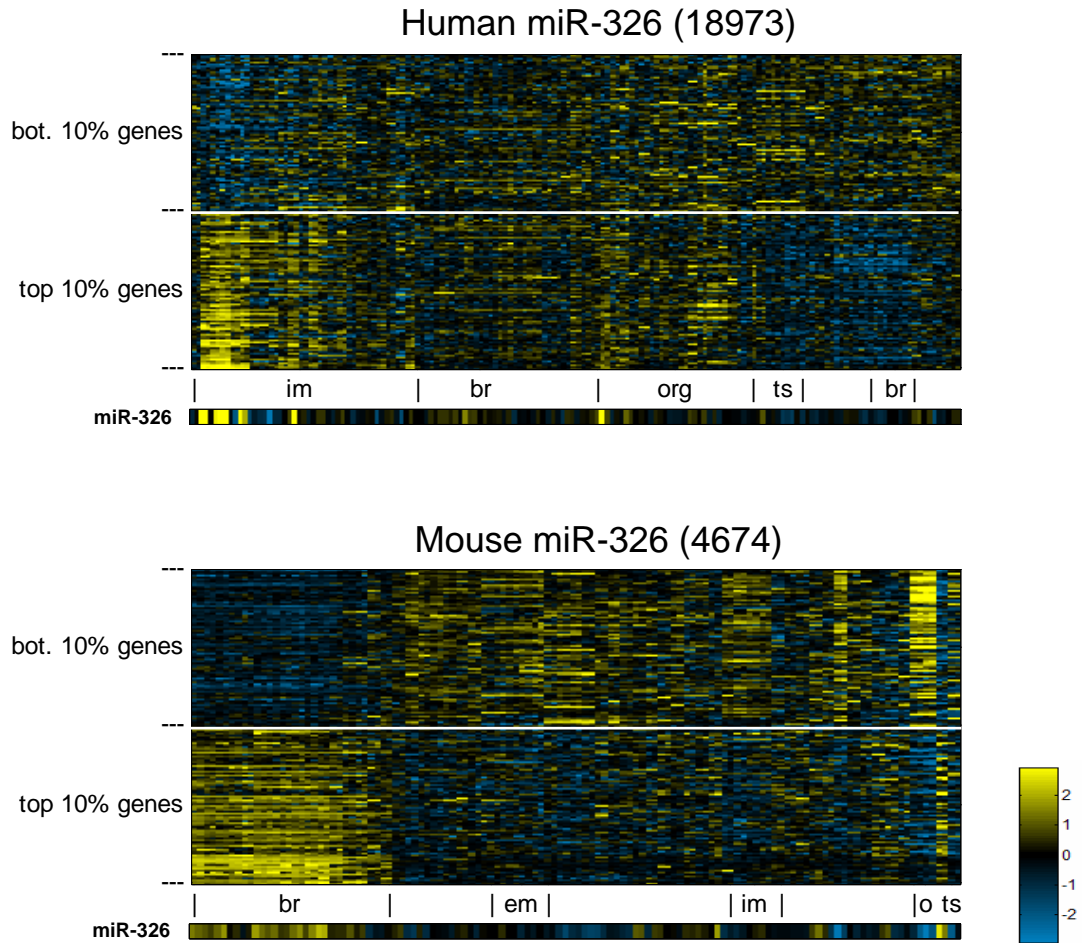 Human miR-326 (18973)
---
bot. 10% genes
---
top 10% genes
---
| im | br | org | ts | | br |
miR-326
Mouse miR-326 (4674)
---
bot. 10% genes
---
top 10% genes
---
| br | | em | | im | | o ts
miR-326
2
1
0
-1
-2